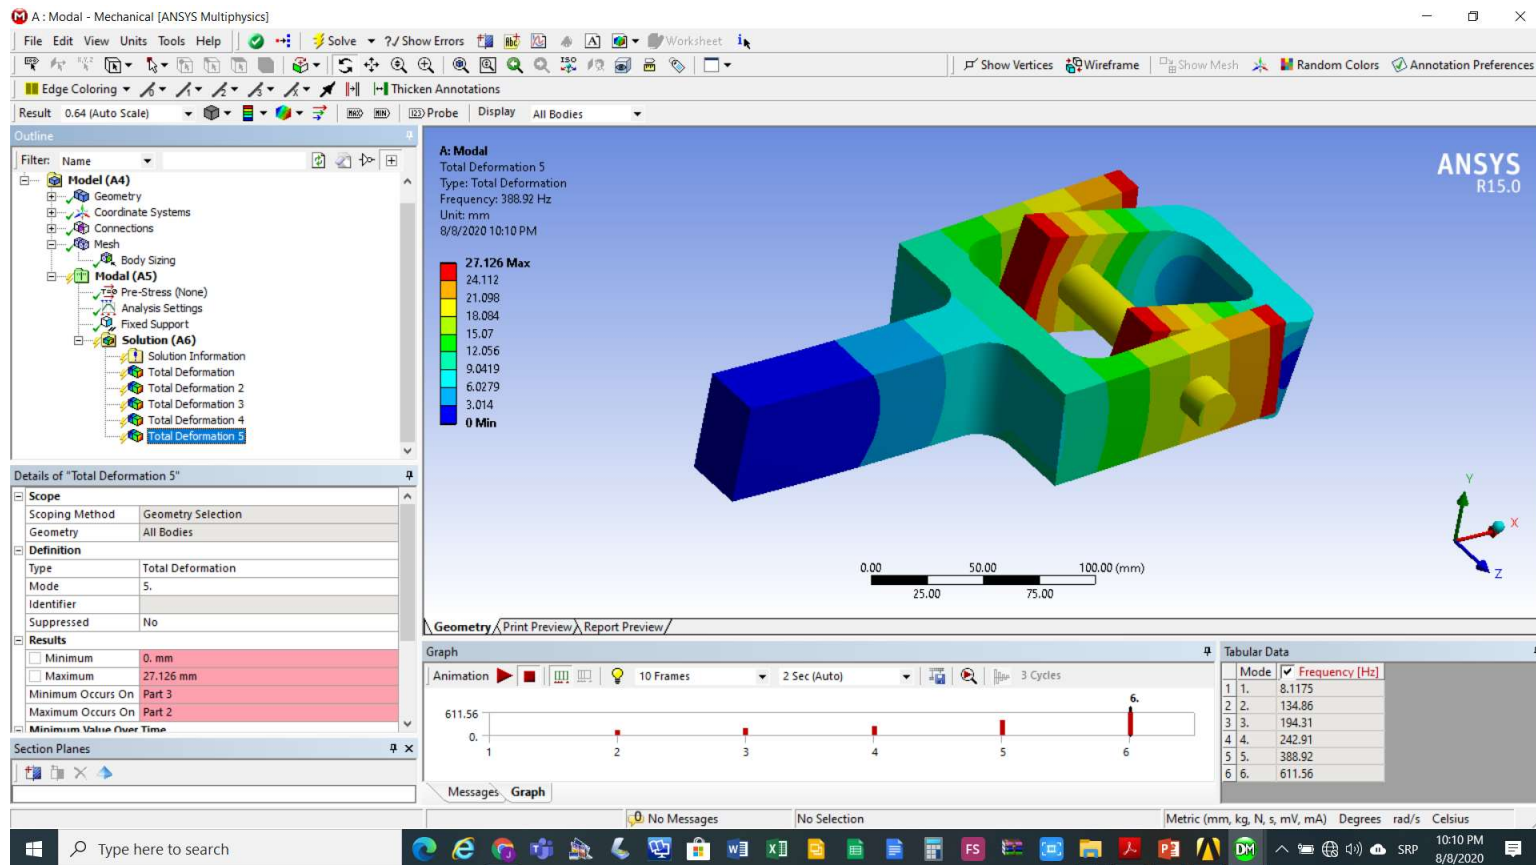 A : Modal - Mechanical [ANSYS Multiphysics]
File Edit View Units Tools Help Solve ?/ Show Errors Worksheet
Show Vertices Wireframe Show Mesh Random Colors Annotation Preferences
Edge Coloring Thicken Annotations
Result 0.64 (Auto Scale) MAX MIN Probe Display All Bodies
Outline
Filter: Name
Model (A4)
Geometry
Coordinate Systems
Connections
Mesh
Body Sizing
Modal (A5)
Pre-Stress (None)
Analysis Settings
Fixed Support
Solution (A6)
Solution Information
Total Deformation
Total Deformation 2
Total Deformation 3
Total Deformation 4
Total Deformation 5
Details of "Total Deformation 5"
Scope
Scoping Method Geometry Selection
Geometry All Bodies
Definition
Type Total Deformation
Mode 5.
Identifier
Suppressed No
Results
Minimum 0. mm
Maximum 27.126 mm
Minimum Occurs On Part 3
Maximum Occurs On Part 2
Minimum Value Over Time
Section Planes
A: Modal
Total Deformation 5
Type: Total Deformation
Frequency: 388.92 Hz
Unit: mm
8/8/2020 10:10 PM
27.126 Max
24.112
21.098
18.084
15.07
12.056
9.0419
6.0279
3.014
0 Min
ANSYS
R15.0
Y
X
Z
0.00 50.00 100.00 (mm)
25.00 75.00
Geometry Print Preview Report Preview
Graph
Animation 10 Frames 2 Sec (Auto) 3 Cycles
6.
611.56
0.
1 2 3 4 5 6
Messages Graph
Tabular Data
Mode Frequency [Hz]
1 1. 8.1175
2 2. 134.86
3 3. 194.31
4 4. 242.91
5 5. 388.92
6 6. 611.56
No Messages No Selection Metric (mm, kg, N, s, mV, mA) Degrees rad/s Celsius
Type here to search
FS
DM
SRP
10:10 PM
8/8/2020